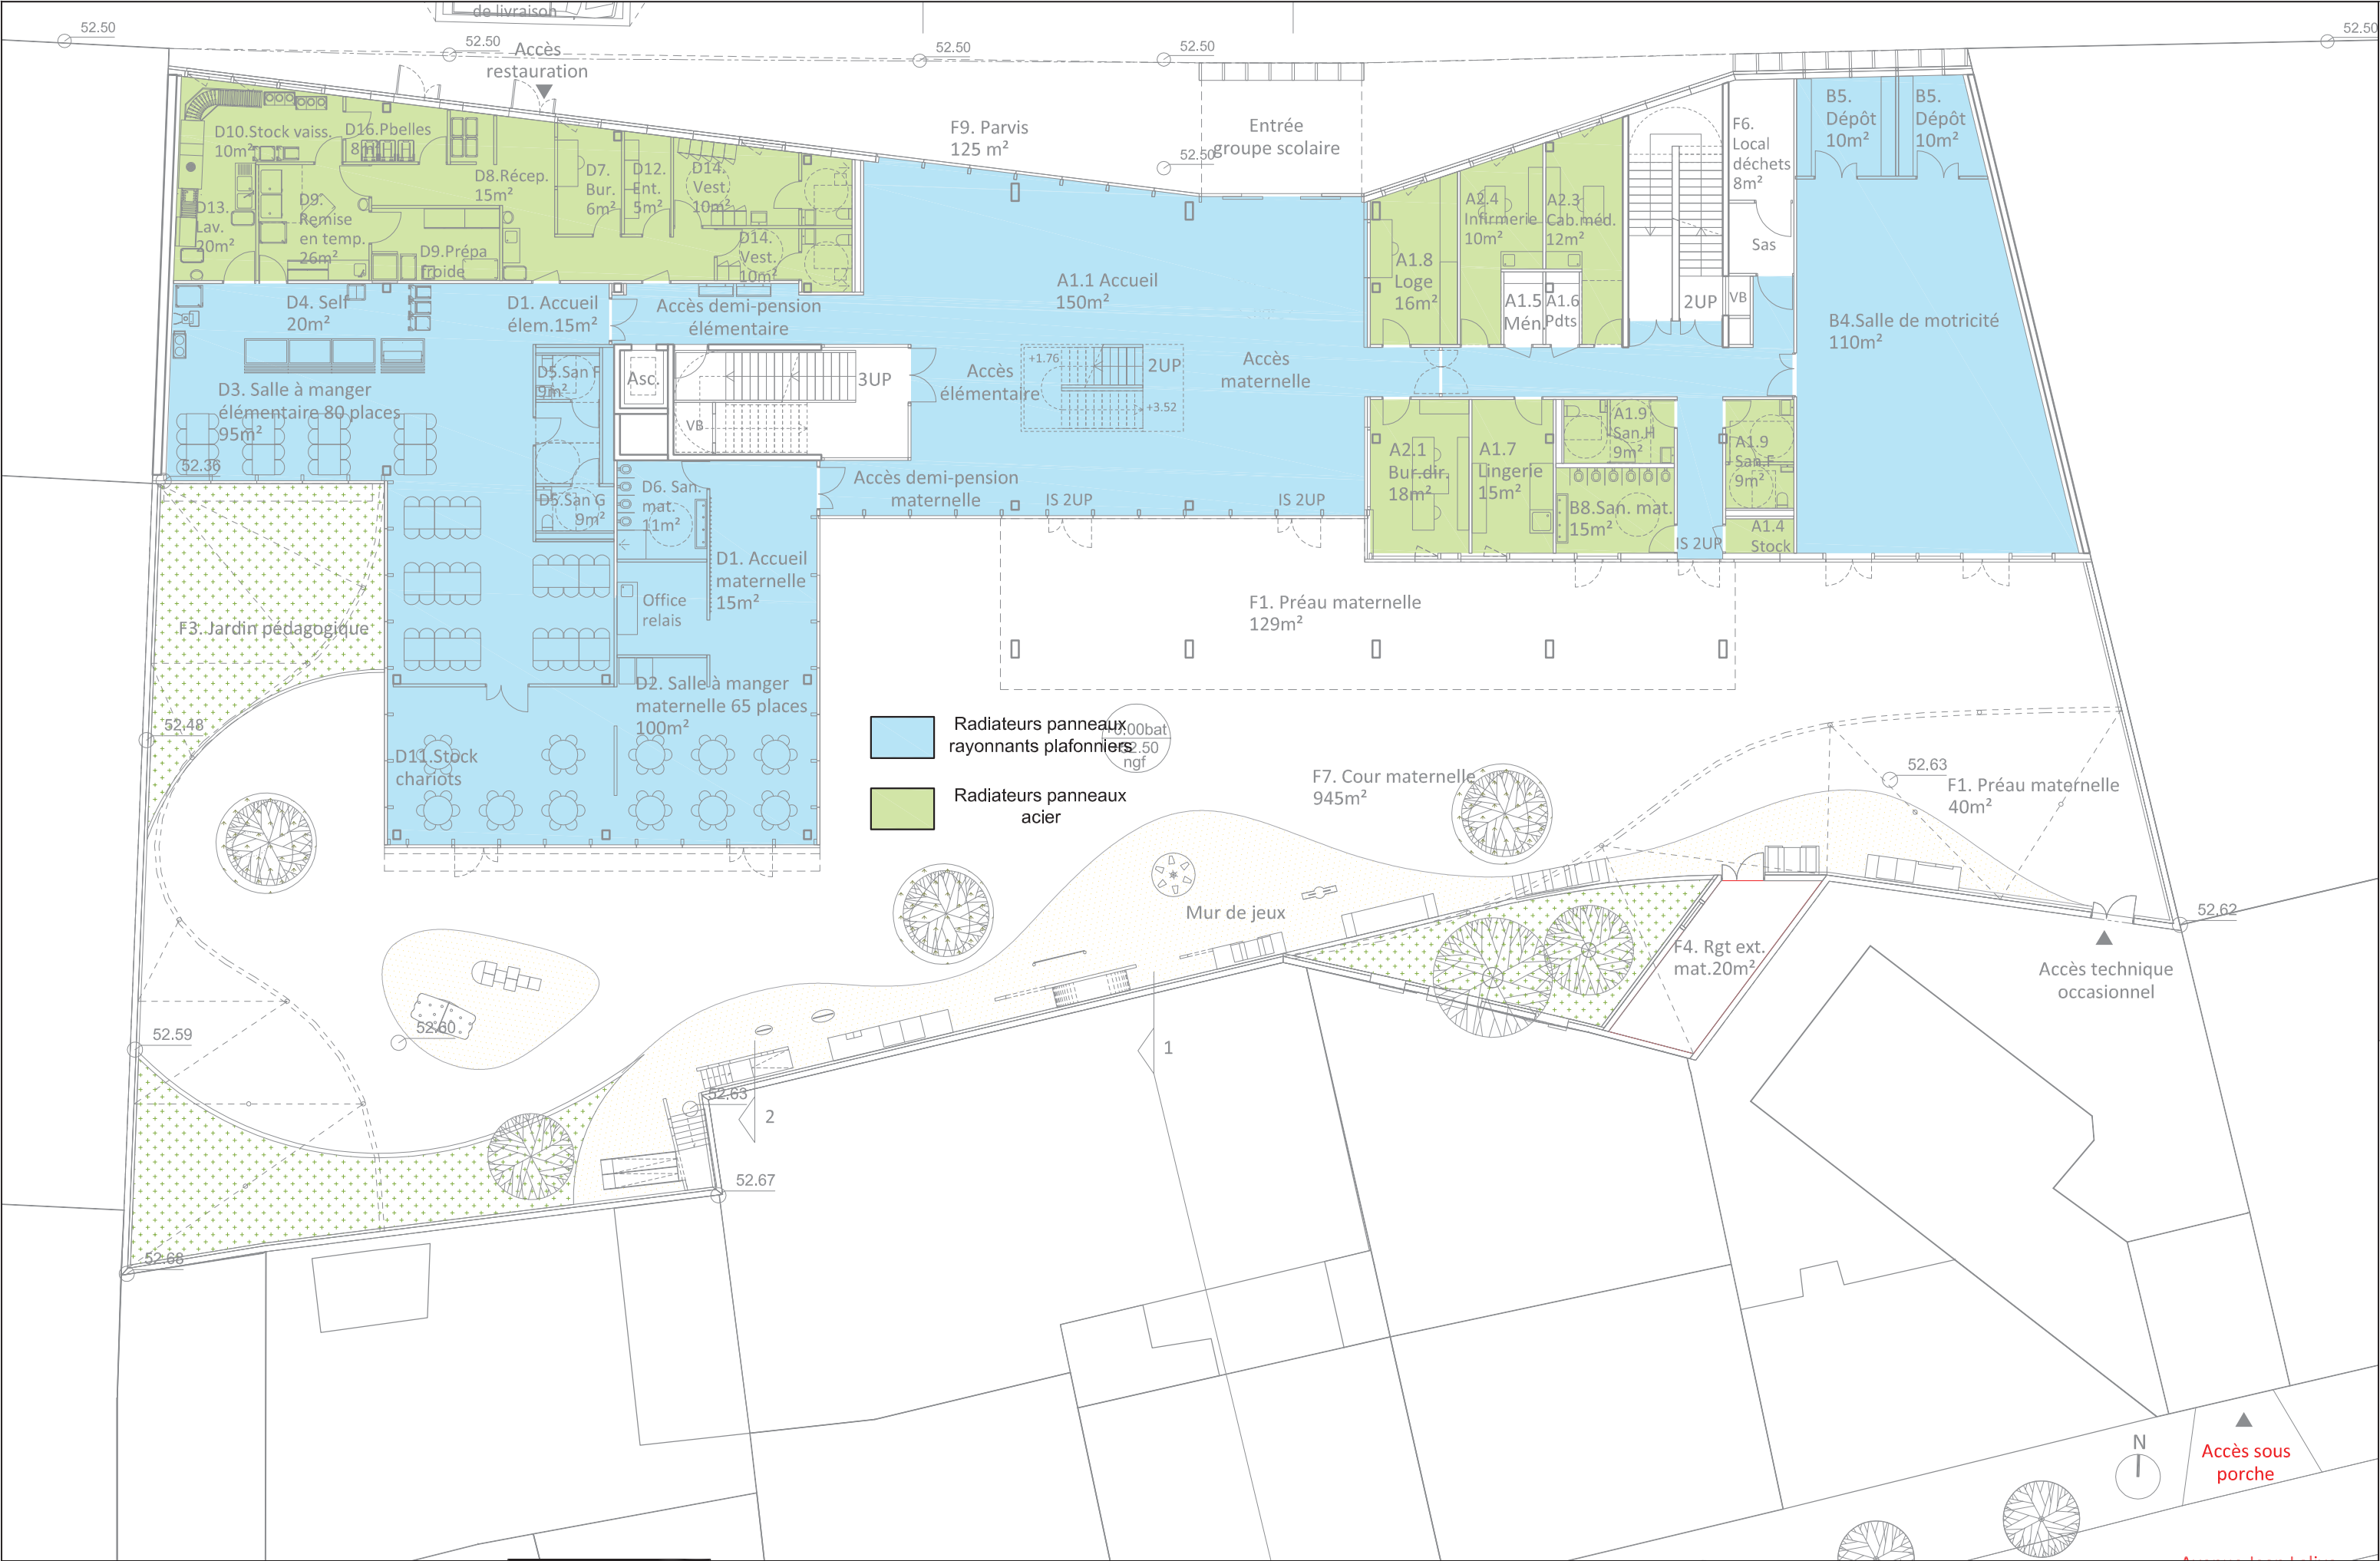 de livraison
52.50
52.50
Accès
restauration
52.50
52.50
52.50
F9. Parvis
125 m²
Entrée
groupe scolaire
52.50
D10.Stock vaiss.
10m²
D16.Pbelles
8m²
D8.Récep.
15m²
D7.
Bur.
6m²
D12.
Ent.
5m²
D14.
Vest.
10m²
D13.
Lav.
20m²
D9.
Remise
en temp.
26m²
D9.Prépa
froide
D14.
Vest.
10m²
F6.
Local
déchets
8m²
Sas
B5.
Dépôt
10m²
B5.
Dépôt
10m²
A2.4
Infirmerie
10m²
A2.3
Cab.méd.
12m²
A1.8
Loge
16m²
A1.5
Mén.
A1.6
Pdts
2UP
VB
B4.Salle de motricité
110m²
D4. Self
20m²
D1. Accueil
élem.15m²
Accès demi-pension
élémentaire
A1.1 Accueil
150m²
D3. Salle à manger
élémentaire 80 places
95m²
52.36
D5.San F
9m²
Asc.
VB
3UP
Accès
élémentaire
+1.76
2UP
+3.52
Accès
maternelle
D5.San G
9m²
D6. San.
mat.
11m²
Accès demi-pension
maternelle
IS 2UP
IS 2UP
A2.1
Bur.dir.
18m²
A1.7
Lingerie
15m²
A1.9
San.H
9m²
A1.9
San.F
9m²
B8.San. mat.
15m²
IS 2UP
A1.4
Stock
D1. Accueil
maternelle
15m²
Office
relais
F3. Jardin pédagogique
F1. Préau maternelle
129m²
D2. Salle à manger
maternelle 65 places
100m²
52.48
D11.Stock
chariots
Radiateurs panneaux
rayonnants plafonniers
0.00bat
52.50
ngf
Radiateurs panneaux
acier
F7. Cour maternelle
945m²
52.63
F1. Préau maternelle
40m²
Mur de jeux
52.62
F4. Rgt ext.
mat.20m²
Accès technique
occasionnel
52.59
52.60
1
52.63
2
52.67
52.68
N
Accès sous
porche